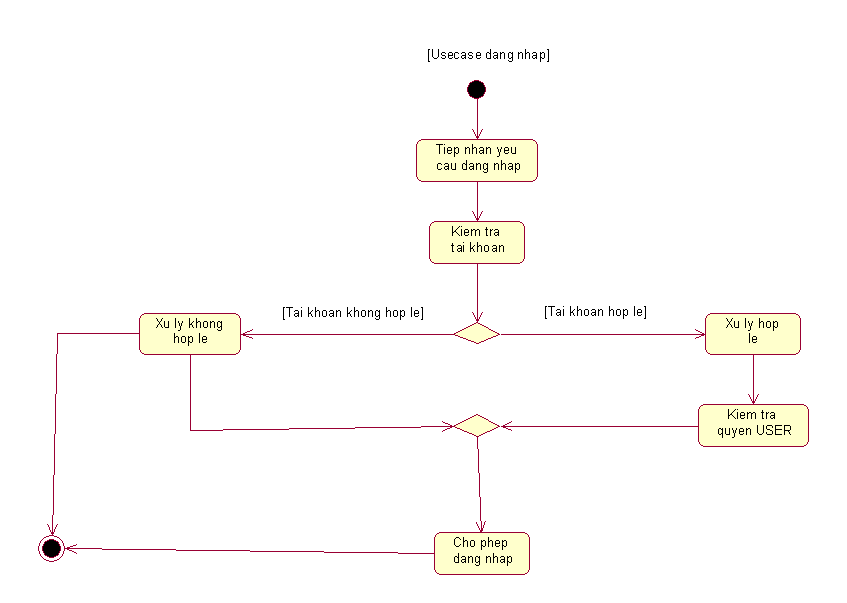 [Usecase dang nhap]
Tiep nhan yeu
cau dang nhap
Kiem tra
tai khoan
[Tai khoan khong hop le]
[Tai khoan hop le]
Xu ly khong
hop le
Xu ly hop
le
Kiem tra
quyen USER
Cho phep
dang nhap